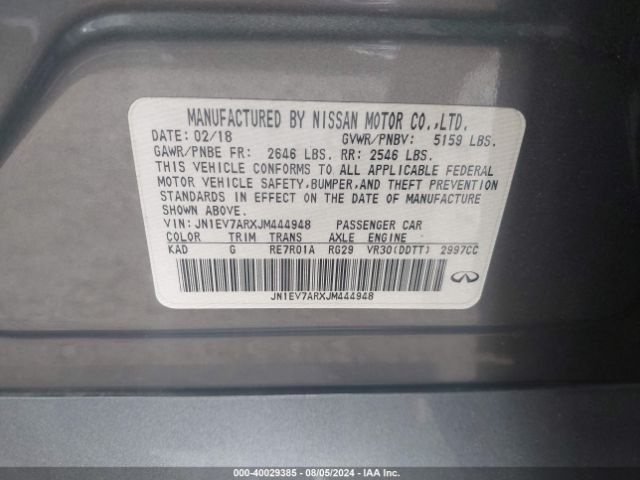 MANUFACTURED BY NISSAN MOTOR CO.,LTD.
DATE: 02/18 GVWR/PNBV: 5159 LBS.
GAWR/PNBE FR: 2646 LBS. RR: 2546 LBS.
THIS VEHICLE CONFORMS TO ALL APPLICABLE FEDERAL
MOTOR VEHICLE SAFETY, BUMPER, AND THEFT PREVENTION
STANDARDS IN EFFECT ON THE DATE OF MANUFACTURE
SHOWN ABOVE.
VIN: JN1EV7ARXJM444948 PASSENGER CAR
COLOR TRIM TRANS AXLE ENGINE
KAD G RE7R01A RG29 VR30(DDTT) 2997CC
JN1EV7ARXJM444948
000-40029385 - 08/05/2024 - IAA Inc.